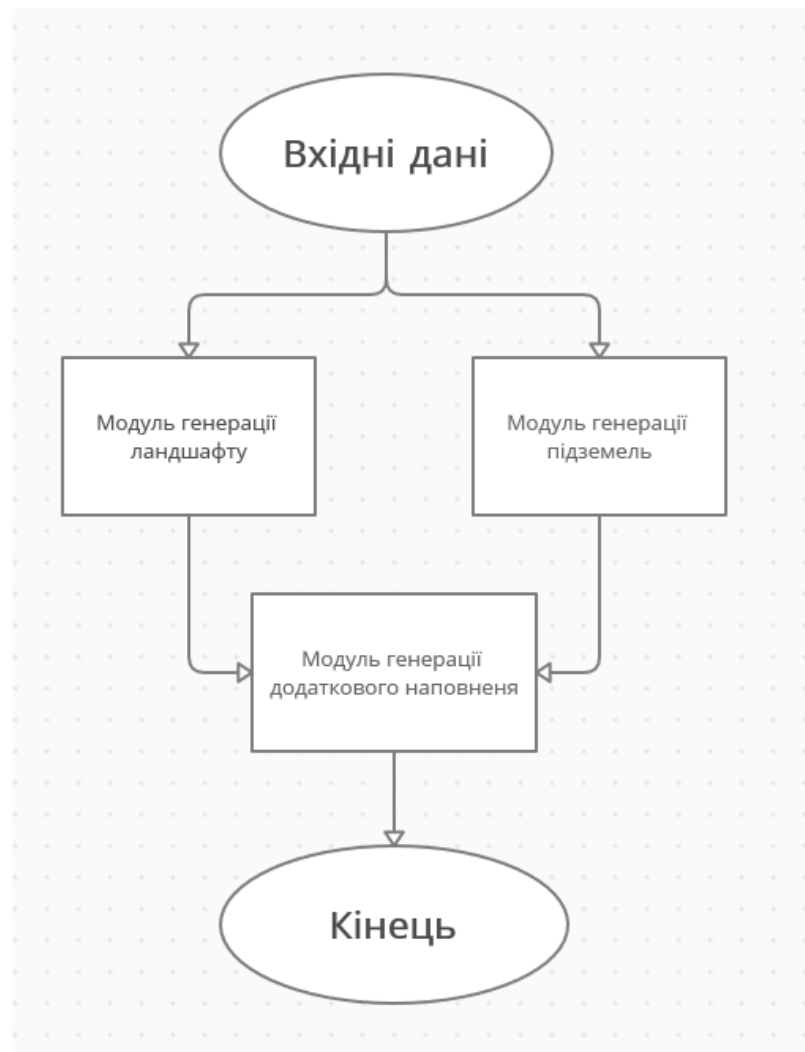 Вхідні дані
Модуль генерації
ландшафту
Модуль генерації
підземель
Модуль генерації
додаткового наповненя
Кінець